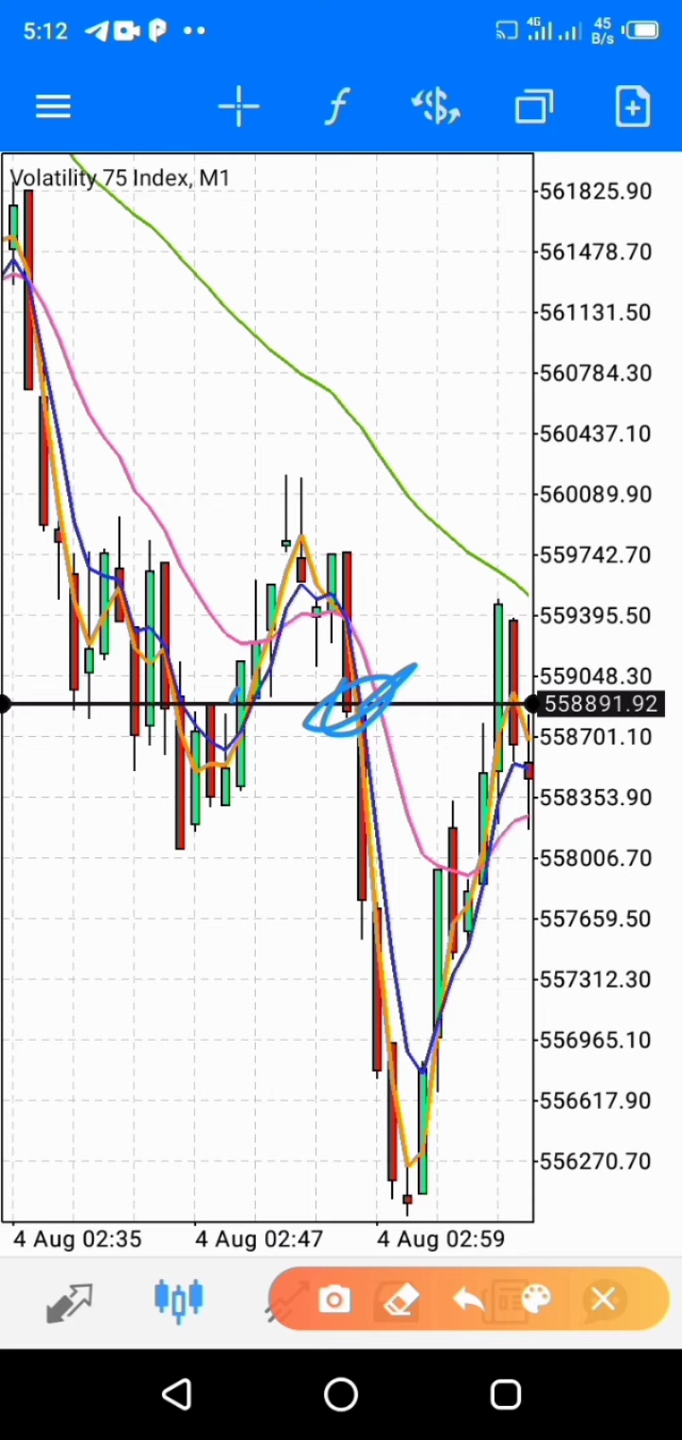 5:12
4G
45
B/s
f
Volatility 75 Index, M1
561825.90
561478.70
561131.50
560784.30
560437.10
560089.90
559742.70
559395.50
559048.30
558891.92
558701.10
558353.90
558006.70
557659.50
557312.30
556965.10
556617.90
556270.70
4 Aug 02:35
4 Aug 02:47
4 Aug 02:59